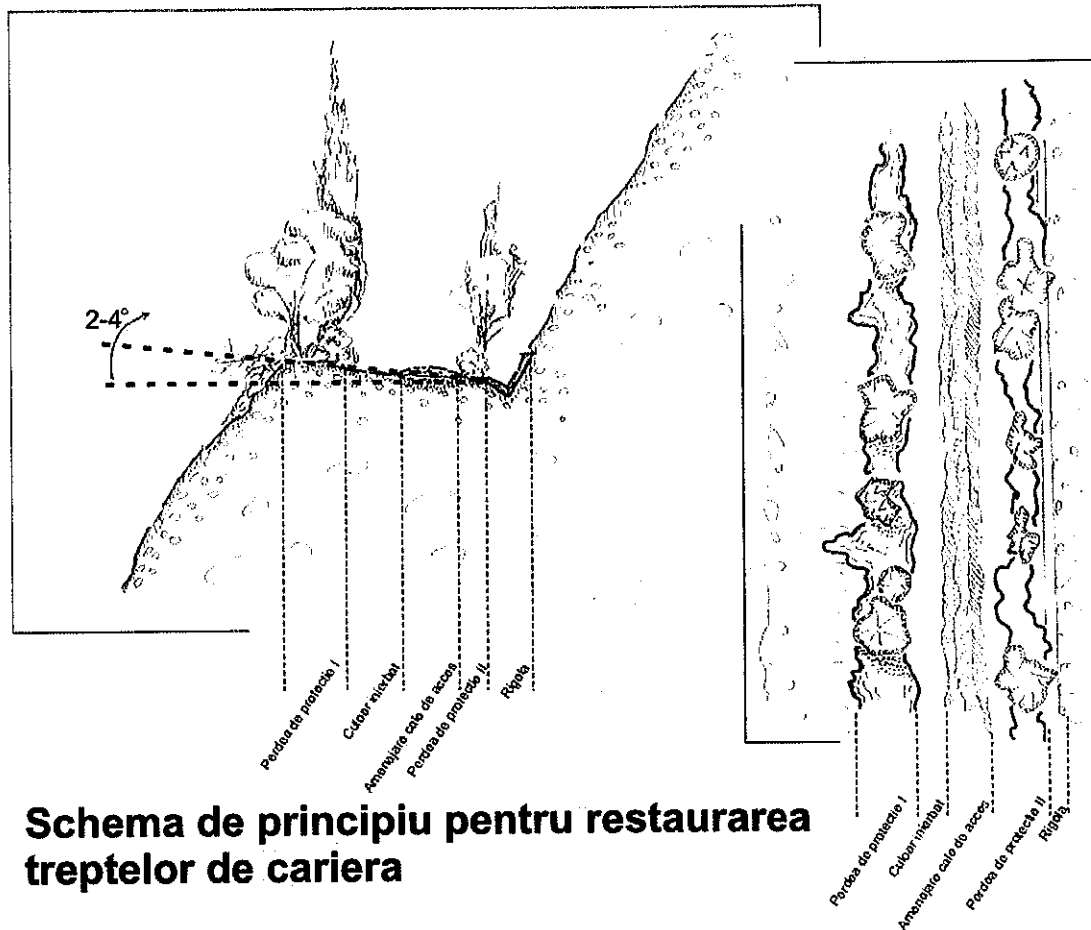 2-4°
Perdea de protectie I
Culoar inierbat
Amenajare cale de acces
Perdea de protectie II
Rigola
Schema de principiu pentru restaurarea
treptelor de cariera
Perdea de protectie I
Culoar inierbat
Amenajare cale de acces
Perdea de protectie II
Rigola